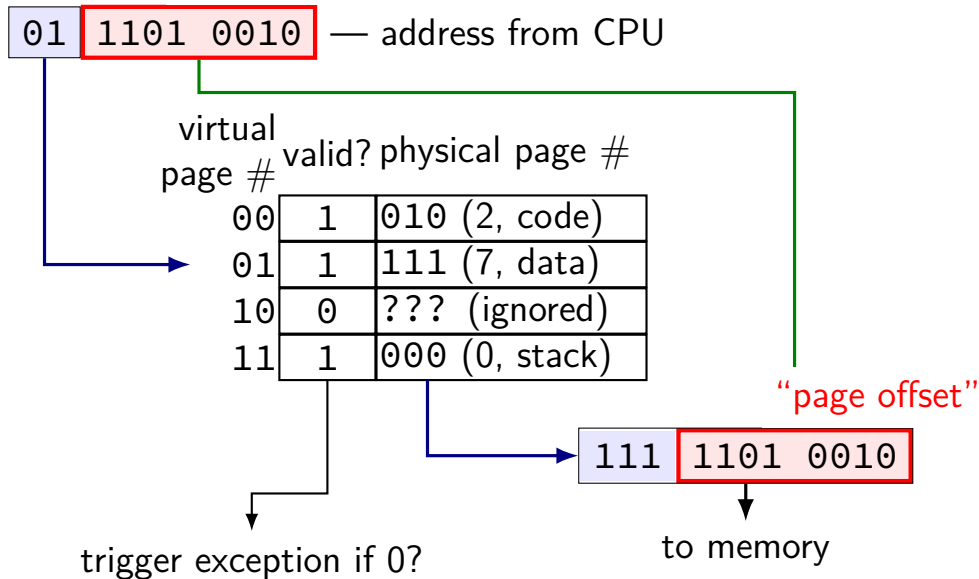 01 1101 0010 — address from CPU
virtual
page # valid? physical page #
00 1 010 (2, code)
01 1 111 (7, data)
10 0 ??? (ignored)
11 1 000 (0, stack)
“page offset”
111 1101 0010
trigger exception if 0?
to memory